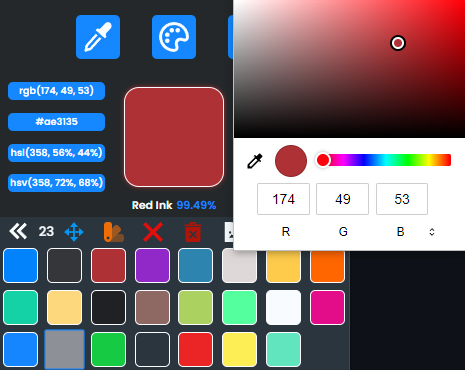 rgb(174, 49, 53)
#ae3135
hsl(358, 56%, 44%)
hsv(358, 72%, 68%)
Red Ink 99.49%
23
174 49 53
R G B